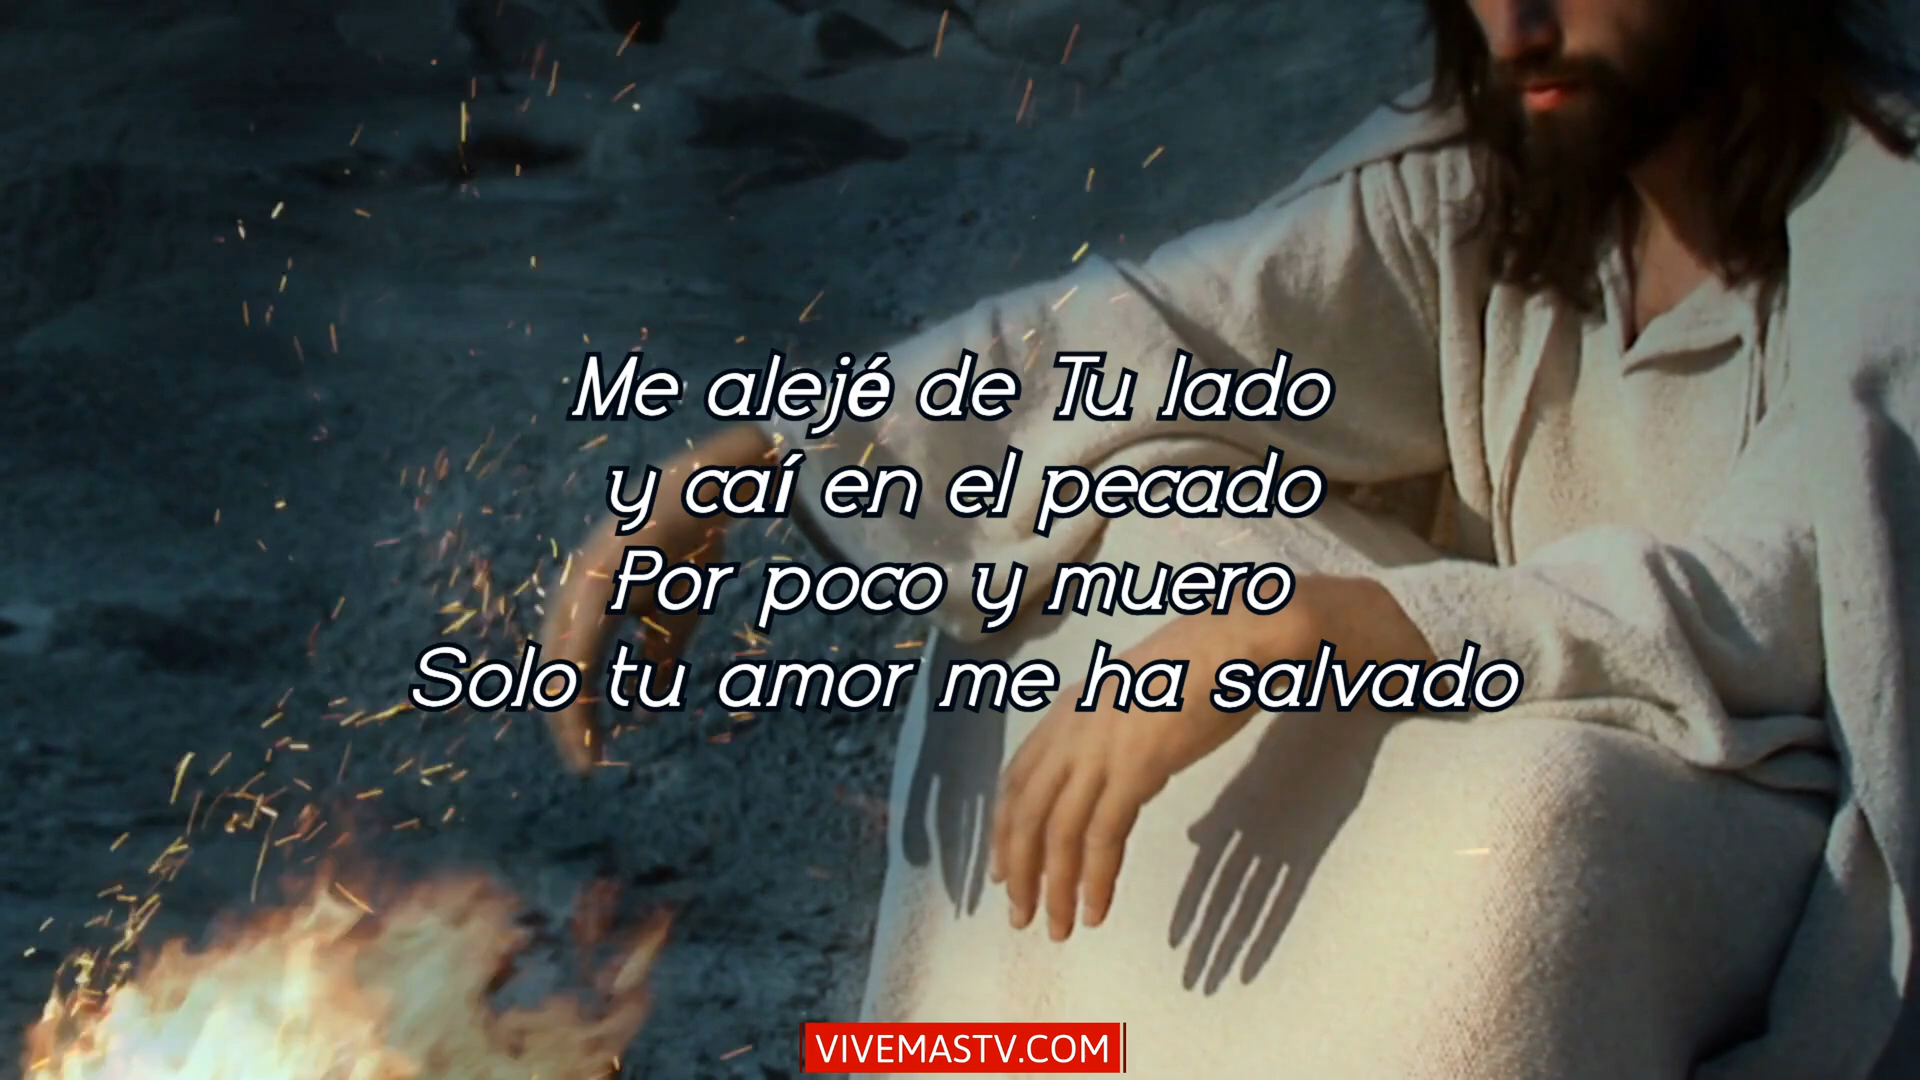 Me alejé de Tu lado
y caí en el pecado
Por poco y muero
Solo tu amor me ha salvado
VIVEMASTV.COM